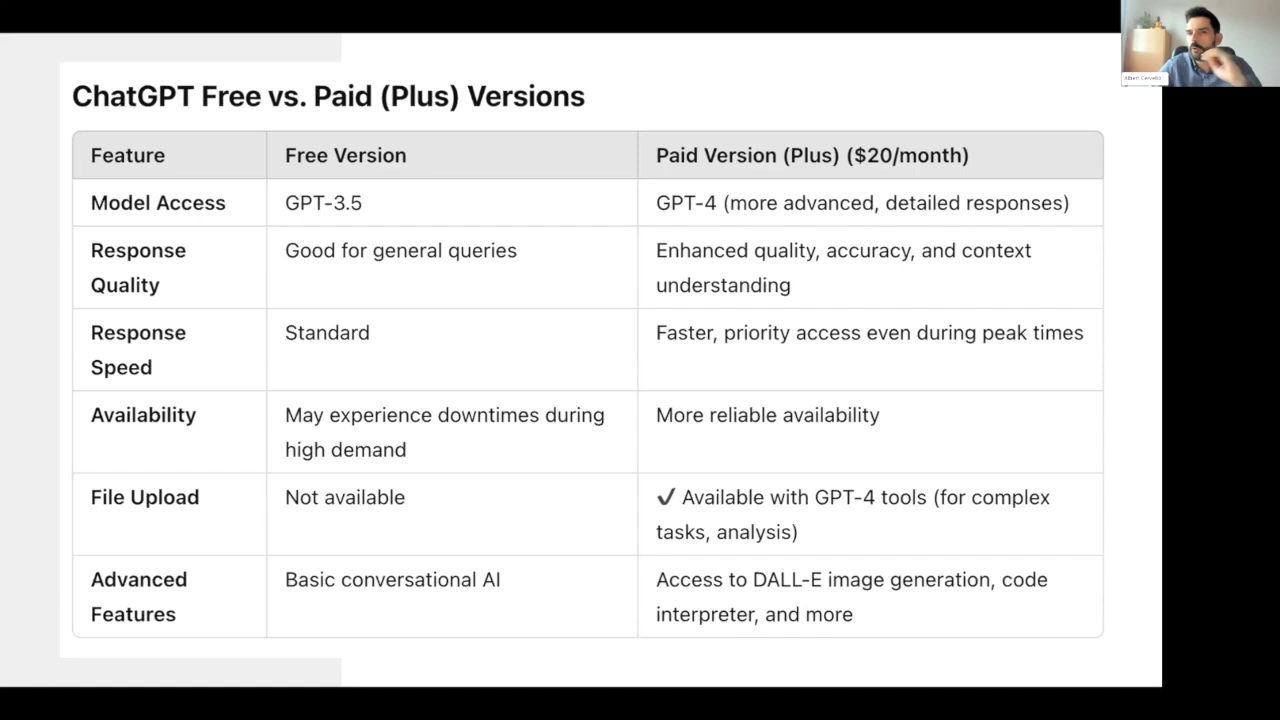 ChatGPT Free vs. Paid (Plus) Versions
Feature
Free Version
Paid Version (Plus) ($20/month)
Model Access
GPT-3.5
GPT-4 (more advanced, detailed responses)
Response
Quality
Good for general queries
Enhanced quality, accuracy, and context
understanding
Response
Speed
Standard
Faster, priority access even during peak times
Availability
May experience downtimes during
high demand
More reliable availability
File Upload
Not available
✔ Available with GPT-4 tools (for complex
tasks, analysis)
Advanced
Features
Basic conversational AI
Access to DALL-E image generation, code
interpreter, and more
Albert